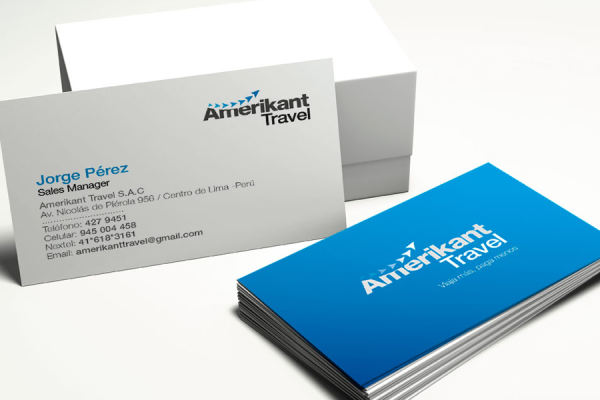 Amerikant
Travel
Jorge Pérez
Sales Manager
Amerikant Travel S.A.C
Av. Nicolás de Piérola 956 / Centro de Lima -Perú
Teléfono: 427 9451
Celular: 945 004 458
Nextel: 41*618*3161
Email: amerikanttravel@gmail.com
Amerikant
Travel
Viaja más, paga menos